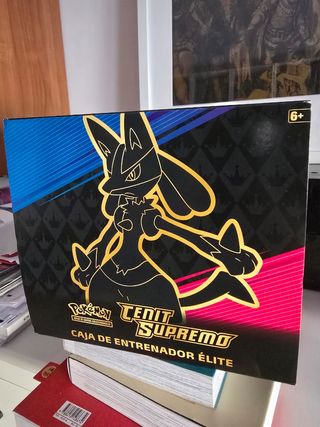 6+
Pokémon
CENIT
SUPREMO
CAJA DE ENTRENADOR ÉLITE